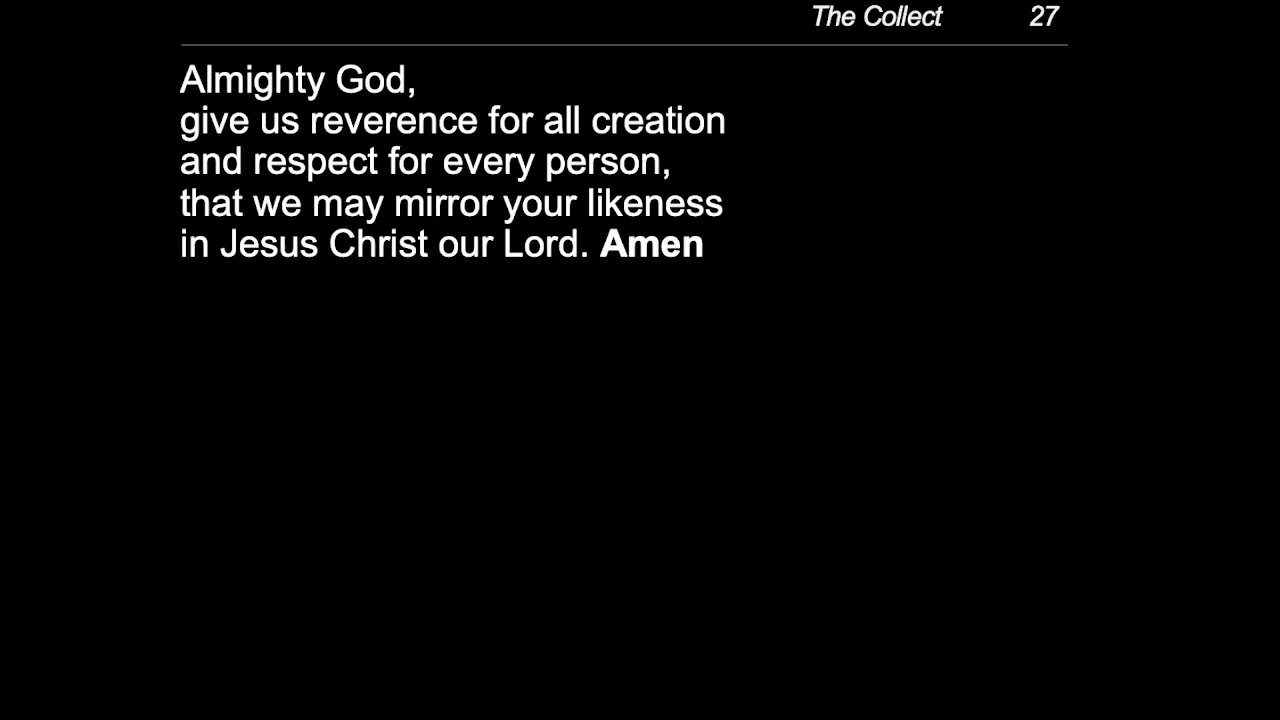 The Collect 27
Almighty God,
give us reverence for all creation
and respect for every person,
that we may mirror your likeness
in Jesus Christ our Lord. Amen